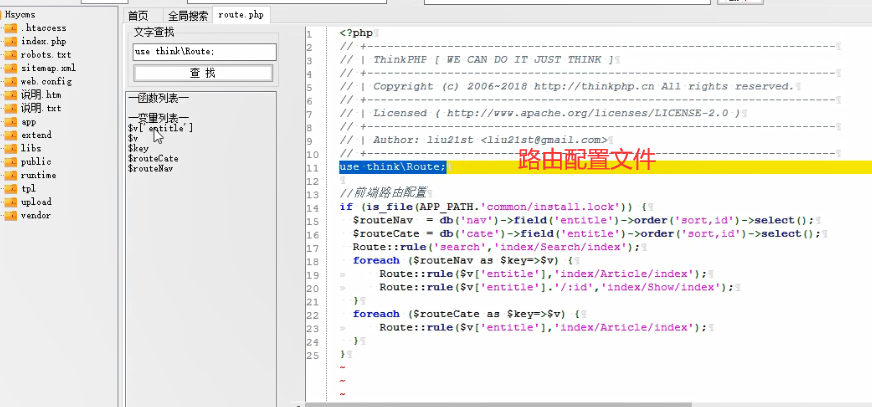 Hsycms
.htaccess
index.php
robots.txt
sitemap.xml
web.config
说明.htm
说明.txt
app
extend
libs
public
runtime
tpl
upload
vendor
首页 全局搜索 route.php
文字查找
use think\Route;
查 找
—函数列表—
—变量列表—
$v['entitle']
$v
$key
$routeCate
$routeNav
1 <?php
2 // +----------------------------------------------------------------------
3 // | ThinkPHP [ WE CAN DO IT JUST THINK ]
4 // +----------------------------------------------------------------------
5 // | Copyright (c) 2006~2018 http://thinkphp.cn All rights reserved.
6 // +----------------------------------------------------------------------
7 // | Licensed ( http://www.apache.org/licenses/LICENSE-2.0 )
8 // +----------------------------------------------------------------------
9 // | Author: liu21st <liu21st@gmail.com>
10 // +----------------------------------------------------------------------
路由配置文件
11 use think\Route;
12
13 //前端路由配置
14 if (is_file(APP_PATH.'common/install.lock')) {
15 $routeNav = db('nav')->field('entitle')->order('sort,id')->select();
16 $routeCate = db('cate')->field('entitle')->order('sort,id')->select();
17 Route::rule('search','index/Search/index');
18 foreach ($routeNav as $key=>$v) {
19 Route::rule($v['entitle'],'index/Article/index');
20 Route::rule($v['entitle'].'/:id','index/Show/index');
21 }
22 foreach ($routeCate as $key=>$v) {
23 Route::rule($v['entitle'],'index/Article/index');
24 }
25 }
~
~
~